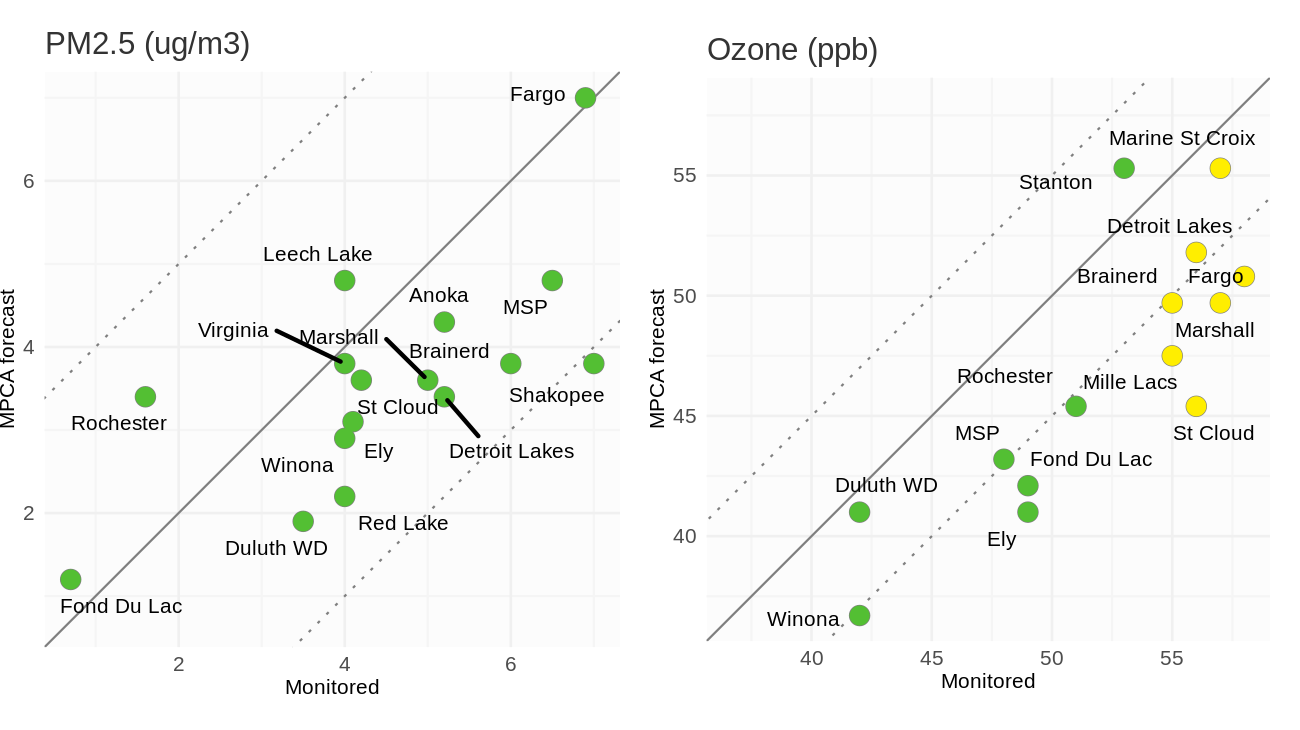 PM2.5 (ug/m3)
Fargo
6
Leech Lake
Anoka
MSP
Virginia
Marshall
4
Brainerd
MPCA forecast
Shakopee
St Cloud
Rochester
Ely
Detroit Lakes
Winona
2
Red Lake
Duluth WD
Fond Du Lac
2 4 6
Monitored
Ozone (ppb)
Marine St Croix
55
Stanton
Detroit Lakes
Brainerd
Fargo
50
Marshall
MPCA forecast
Rochester
Mille Lacs
45
MSP
St Cloud
Fond Du Lac
Duluth WD
40
Ely
Winona
40 45 50 55
Monitored